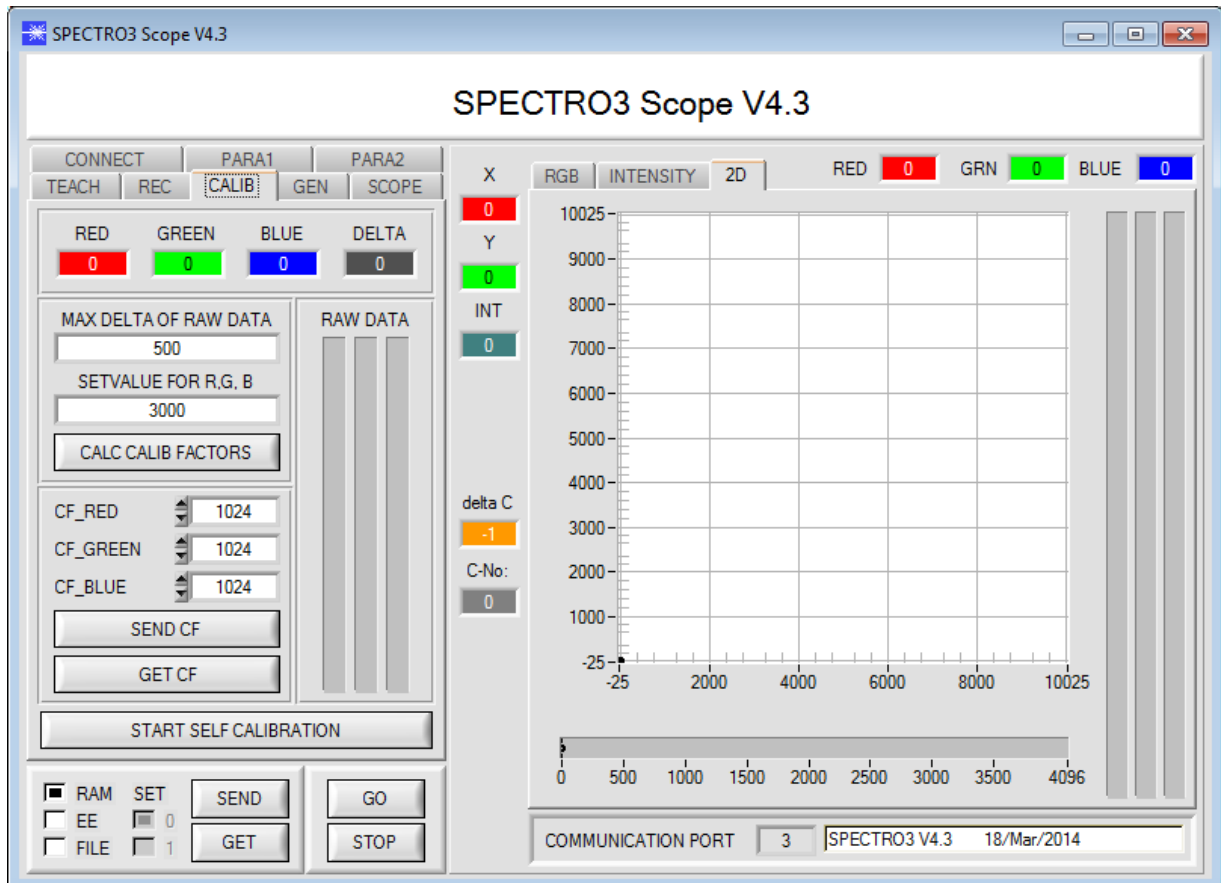 SPECTRO3 Scope V4.3
SPECTRO3 Scope V4.3
CONNECT PARA1 PARA2
TEACH REC CALIB GEN SCOPE
RED GREEN BLUE DELTA
0 0 0 0
MAX DELTA OF RAW DATA
500
SETVALUE FOR R,G, B
3000
CALC CALIB FACTORS
RAW DATA
CF_RED 1024
CF_GREEN 1024
CF_BLUE 1024
SEND CF
GET CF
START SELF CALIBRATION
RAM SET
EE 0
FILE 1
SEND
GET
GO
STOP
X
0
Y
0
INT
0
delta C
-1
C-No:
0
RGB INTENSITY 2D
RED 0 GRN 0 BLUE 0
10025
9000
8000
7000
6000
5000
4000
3000
2000
1000
-25
-25 2000 4000 6000 8000 10025
0 500 1000 1500 2000 2500 3000 3500 4096
COMMUNICATION PORT 3 SPECTRO3 V4.3 18/Mar/2014